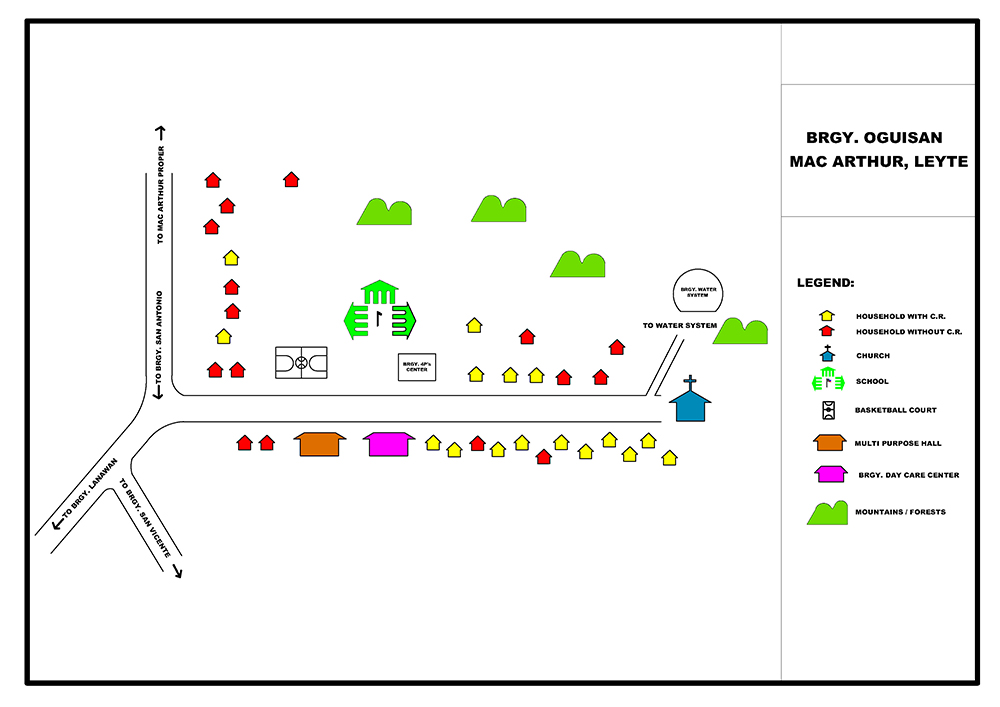 BRGY. OGUISAN
MAC ARTHUR, LEYTE
TO MAC ARTHUR PROPER
TO BRGY. SAN ANTONIO
TO BRGY. LANAWAN
TO BRGY. SAN VICENTE
BRGY. 4P's
CENTER
BRGY. WATER
SYSTEM
TO WATER SYSTEM
LEGEND:
HOUSEHOLD WITH C.R.
HOUSEHOLD WITHOUT C.R.
CHURCH
SCHOOL
BASKETBALL COURT
MULTI PURPOSE HALL
BRGY. DAY CARE CENTER
MOUNTAINS / FORESTS